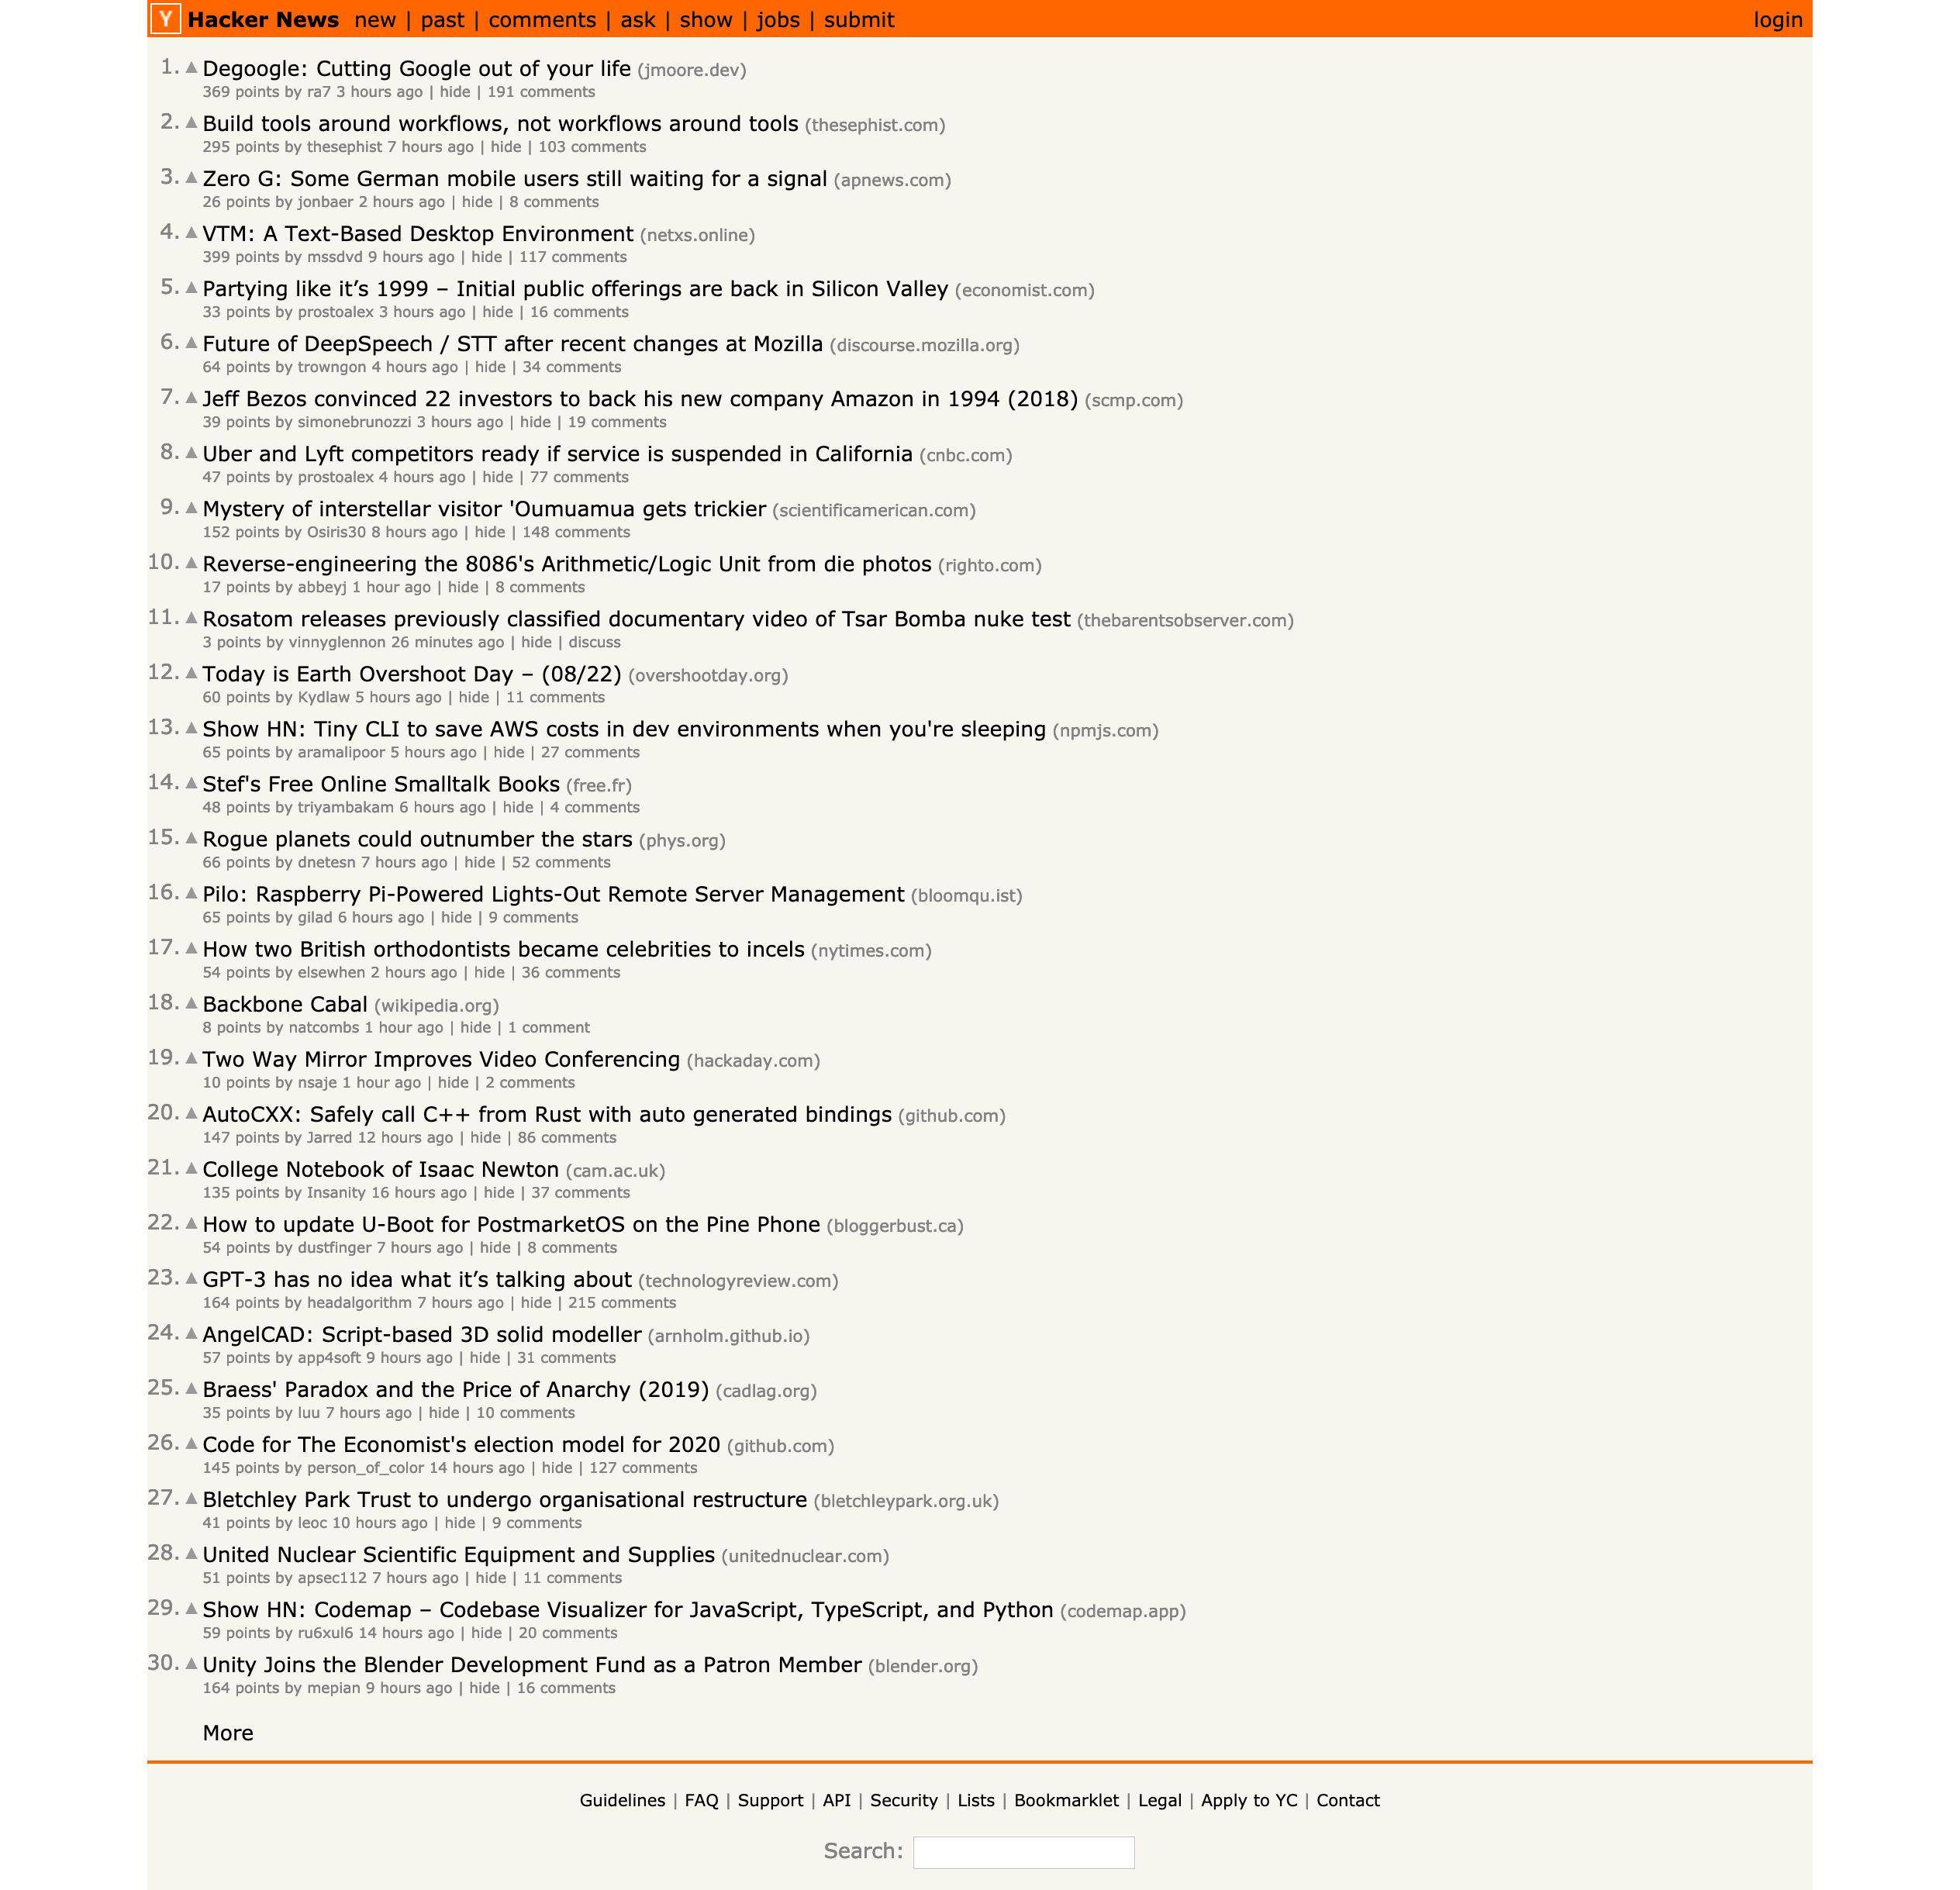 Y Hacker News new | past | comments | ask | show | jobs | submit login
1. ▲ Degoogle: Cutting Google out of your life (jmoore.dev)
369 points by ra7 3 hours ago | hide | 191 comments
2. ▲ Build tools around workflows, not workflows around tools (thesephist.com)
295 points by thesephist 7 hours ago | hide | 103 comments
3. ▲ Zero G: Some German mobile users still waiting for a signal (apnews.com)
26 points by jonbaer 2 hours ago | hide | 8 comments
4. ▲ VTM: A Text-Based Desktop Environment (netxs.online)
399 points by mssdvd 9 hours ago | hide | 117 comments
5. ▲ Partying like it’s 1999 – Initial public offerings are back in Silicon Valley (economist.com)
33 points by prostoalex 3 hours ago | hide | 16 comments
6. ▲ Future of DeepSpeech / STT after recent changes at Mozilla (discourse.mozilla.org)
64 points by trowngon 4 hours ago | hide | 34 comments
7. ▲ Jeff Bezos convinced 22 investors to back his new company Amazon in 1994 (2018) (scmp.com)
39 points by simonebrunozzi 3 hours ago | hide | 19 comments
8. ▲ Uber and Lyft competitors ready if service is suspended in California (cnbc.com)
47 points by prostoalex 4 hours ago | hide | 77 comments
9. ▲ Mystery of interstellar visitor 'Oumuamua gets trickier (scientificamerican.com)
152 points by Osiris30 8 hours ago | hide | 148 comments
10. ▲ Reverse-engineering the 8086's Arithmetic/Logic Unit from die photos (righto.com)
17 points by abbeyj 1 hour ago | hide | 8 comments
11. ▲ Rosatom releases previously classified documentary video of Tsar Bomba nuke test (thebarentsobserver.com)
3 points by vinnyglennon 26 minutes ago | hide | discuss
12. ▲ Today is Earth Overshoot Day – (08/22) (overshootday.org)
60 points by Kydlaw 5 hours ago | hide | 11 comments
13. ▲ Show HN: Tiny CLI to save AWS costs in dev environments when you're sleeping (npmjs.com)
65 points by aramalipoor 5 hours ago | hide | 27 comments
14. ▲ Stef's Free Online Smalltalk Books (free.fr)
48 points by triyambakam 6 hours ago | hide | 4 comments
15. ▲ Rogue planets could outnumber the stars (phys.org)
66 points by dnetesn 7 hours ago | hide | 52 comments
16. ▲ Pilo: Raspberry Pi-Powered Lights-Out Remote Server Management (bloomqu.ist)
65 points by gilad 6 hours ago | hide | 9 comments
17. ▲ How two British orthodontists became celebrities to incels (nytimes.com)
54 points by elsewhen 2 hours ago | hide | 36 comments
18. ▲ Backbone Cabal (wikipedia.org)
8 points by natcombs 1 hour ago | hide | 1 comment
19. ▲ Two Way Mirror Improves Video Conferencing (hackaday.com)
10 points by nsaje 1 hour ago | hide | 2 comments
20. ▲ AutoCXX: Safely call C++ from Rust with auto generated bindings (github.com)
147 points by Jarred 12 hours ago | hide | 86 comments
21. ▲ College Notebook of Isaac Newton (cam.ac.uk)
135 points by Insanity 16 hours ago | hide | 37 comments
22. ▲ How to update U-Boot for PostmarketOS on the Pine Phone (bloggerbust.ca)
54 points by dustfinger 7 hours ago | hide | 8 comments
23. ▲ GPT-3 has no idea what it’s talking about (technologyreview.com)
164 points by headalgorithm 7 hours ago | hide | 215 comments
24. ▲ AngelCAD: Script-based 3D solid modeller (arnholm.github.io)
57 points by app4soft 9 hours ago | hide | 31 comments
25. ▲ Braess' Paradox and the Price of Anarchy (2019) (cadlag.org)
35 points by luu 7 hours ago | hide | 10 comments
26. ▲ Code for The Economist's election model for 2020 (github.com)
145 points by person_of_color 14 hours ago | hide | 127 comments
27. ▲ Bletchley Park Trust to undergo organisational restructure (bletchleypark.org.uk)
41 points by leoc 10 hours ago | hide | 9 comments
28. ▲ United Nuclear Scientific Equipment and Supplies (unitednuclear.com)
51 points by apsec112 7 hours ago | hide | 11 comments
29. ▲ Show HN: Codemap – Codebase Visualizer for JavaScript, TypeScript, and Python (codemap.app)
59 points by ru6xul6 14 hours ago | hide | 20 comments
30. ▲ Unity Joins the Blender Development Fund as a Patron Member (blender.org)
164 points by mepian 9 hours ago | hide | 16 comments
More
Guidelines | FAQ | Support | API | Security | Lists | Bookmarklet | Legal | Apply to YC | Contact
Search: